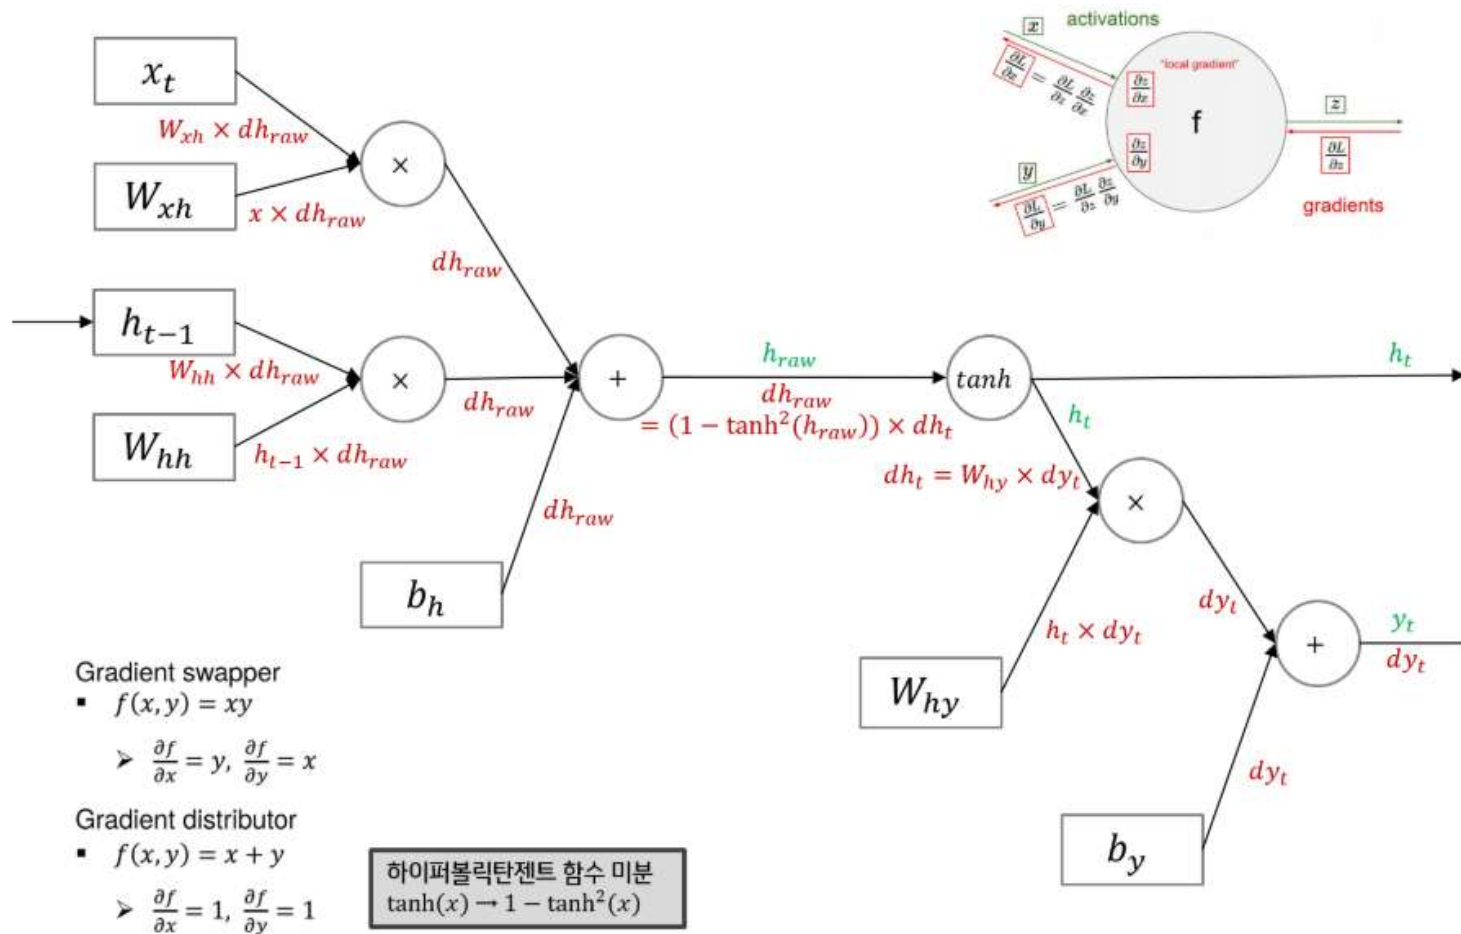 activations
x
∂L/∂x = ∂L/∂z ∂z/∂x
"local gradient"
∂z/∂x
f
z
∂L/∂z
∂z/∂y
y
∂L/∂y = ∂L/∂z ∂z/∂y
gradients
x_t
W_xh × dh_raw
×
W_xh
x × dh_raw
dh_raw
h_{t−1}
W_hh × dh_raw
×
dh_raw
W_hh
h_{t−1} × dh_raw
+
h_raw
dh_raw
= (1 − tanh²(h_raw)) × dh_t
tanh
h_t
h_t
dh_t = W_hy × dy_t
×
dh_raw
b_h
dy_t
h_t × dy_t
W_hy
+
y_t
dy_t
dy_t
b_y
Gradient swapper
▪ f(x, y) = xy
➢ ∂f/∂x = y, ∂f/∂y = x
Gradient distributor
▪ f(x, y) = x + y
➢ ∂f/∂x = 1, ∂f/∂y = 1
하이퍼볼릭탄젠트 함수 미분
tanh(x) → 1 − tanh²(x)